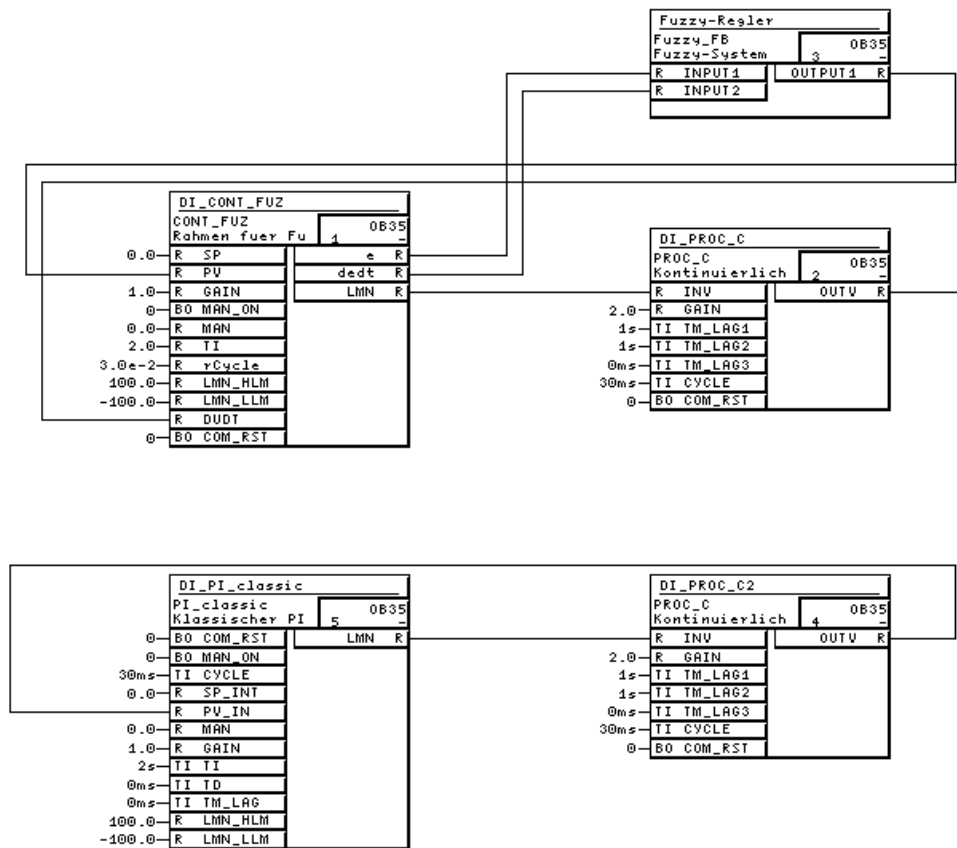 Fuzzy-Regler
Fuzzy_FB OB35
Fuzzy-System 3 -
R INPUT1 OUTPUT1 R
R INPUT2
DI_CONT_FUZ
CONT_FUZ OB35
Rahmen fuer Fu 1 -
0.0 R SP e R
R PV dedt R
1.0 R GAIN LMN R
0 BO MAN_ON
0.0 R MAN
2.0 R TI
3.0e-2 R rCycle
100.0 R LMN_HLM
-100.0 R LMN_LLM
R DUDT
0 BO COM_RST
DI_PROC_C
PROC_C OB35
Kontinuierlich 2 -
R INV OUTV R
2.0 R GAIN
1s TI TM_LAG1
1s TI TM_LAG2
0ms TI TM_LAG3
30ms TI CYCLE
0 BO COM_RST
DI_PI_classic
PI_classic OB35
Klassischer PI 5 -
0 BO COM_RST LMN R
0 BO MAN_ON
30ms TI CYCLE
0.0 R SP_INT
R PV_IN
0.0 R MAN
1.0 R GAIN
2s TI TI
0ms TI TD
0ms TI TM_LAG
100.0 R LMN_HLM
-100.0 R LMN_LLM
DI_PROC_C2
PROC_C OB35
Kontinuierlich 4 -
R INV OUTV R
2.0 R GAIN
1s TI TM_LAG1
1s TI TM_LAG2
0ms TI TM_LAG3
30ms TI CYCLE
0 BO COM_RST